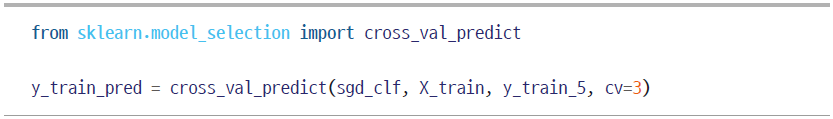 from sklearn.model_selection import cross_val_predict
y_train_pred = cross_val_predict(sgd_clf, X_train, y_train_5, cv=3)